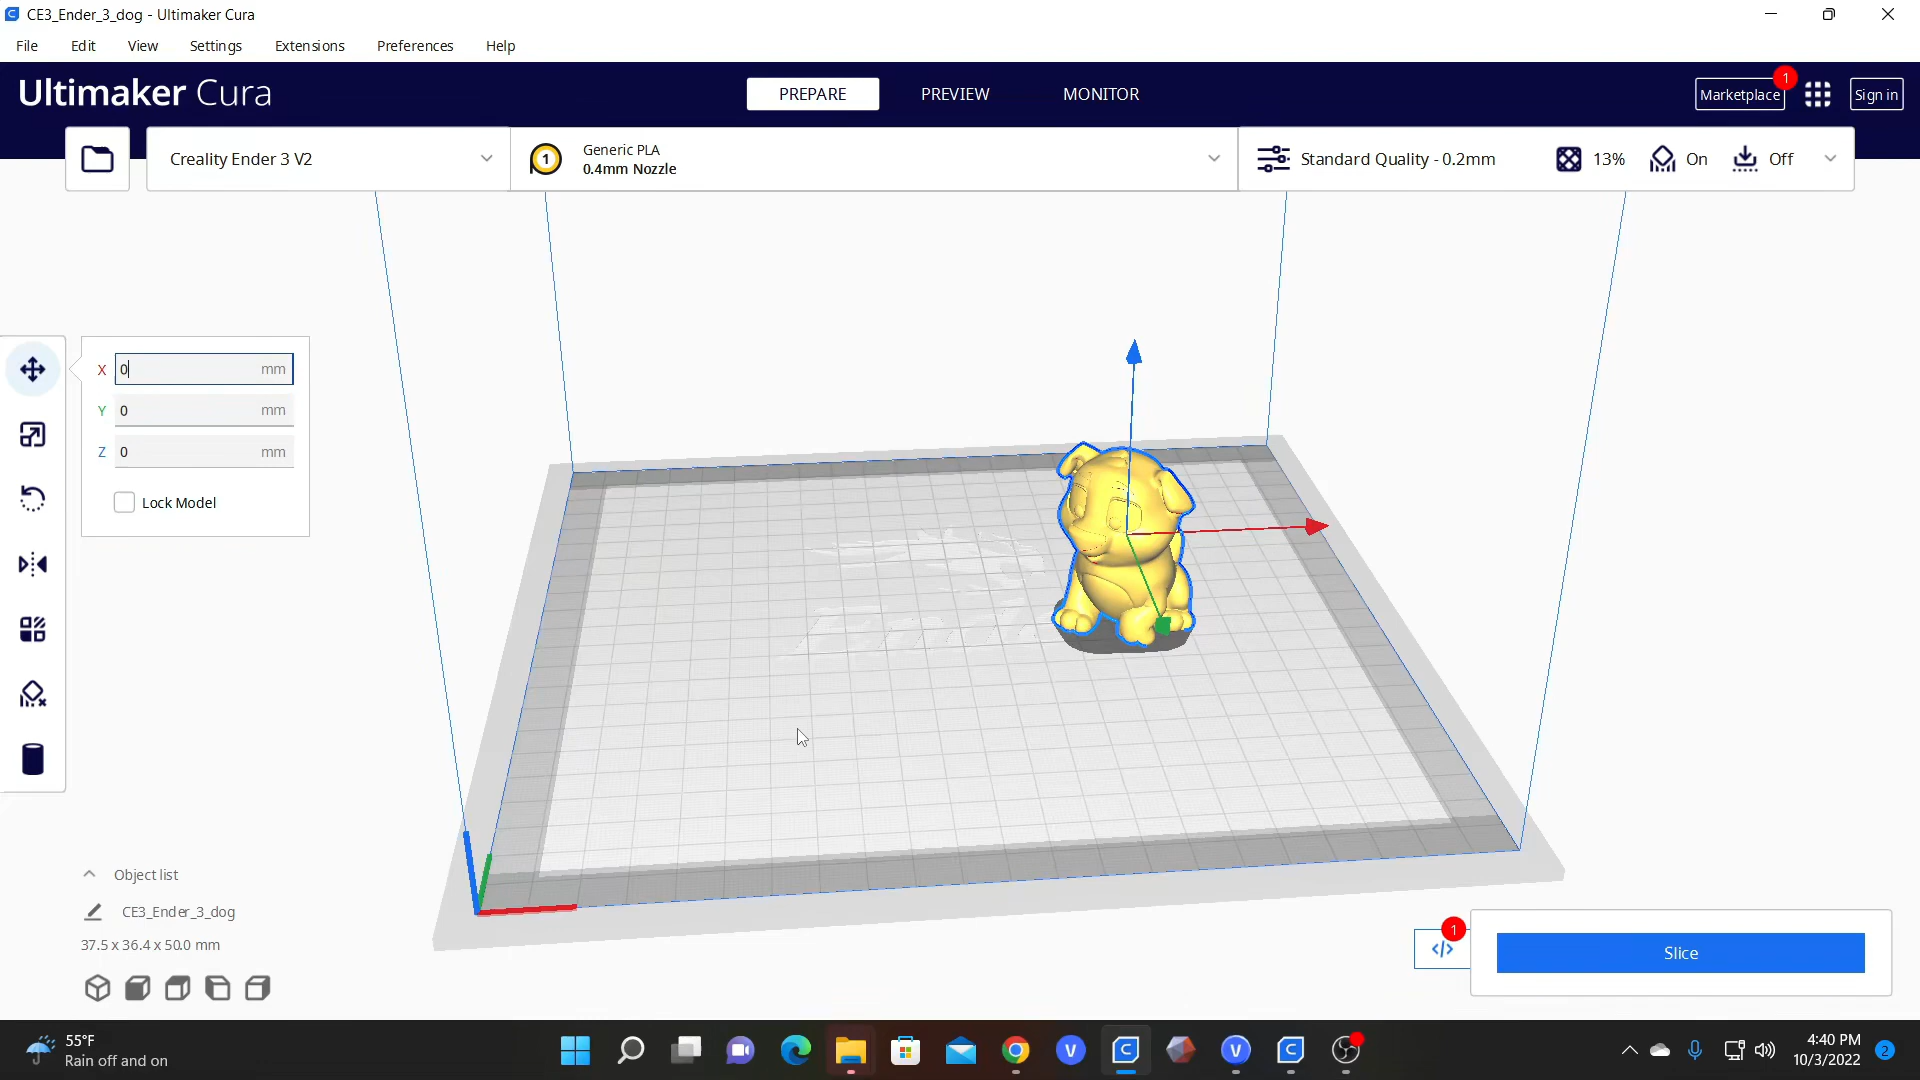 CE3_Ender_3_dog - Ultimaker Cura
File Edit View Settings Extensions Preferences Help
Ultimaker Cura
PREPARE PREVIEW MONITOR
Marketplace 1 Sign in
Creality Ender 3 V2
1 Generic PLA
0.4mm Nozzle
Standard Quality - 0.2mm 13% On Off
X 0 mm
Y 0 mm
Z 0 mm
Lock Model
Object list
CE3_Ender_3_dog
37.5 x 36.4 x 50.0 mm
1
Slice
55°F
Rain off and on
4:40 PM
10/3/2022
2